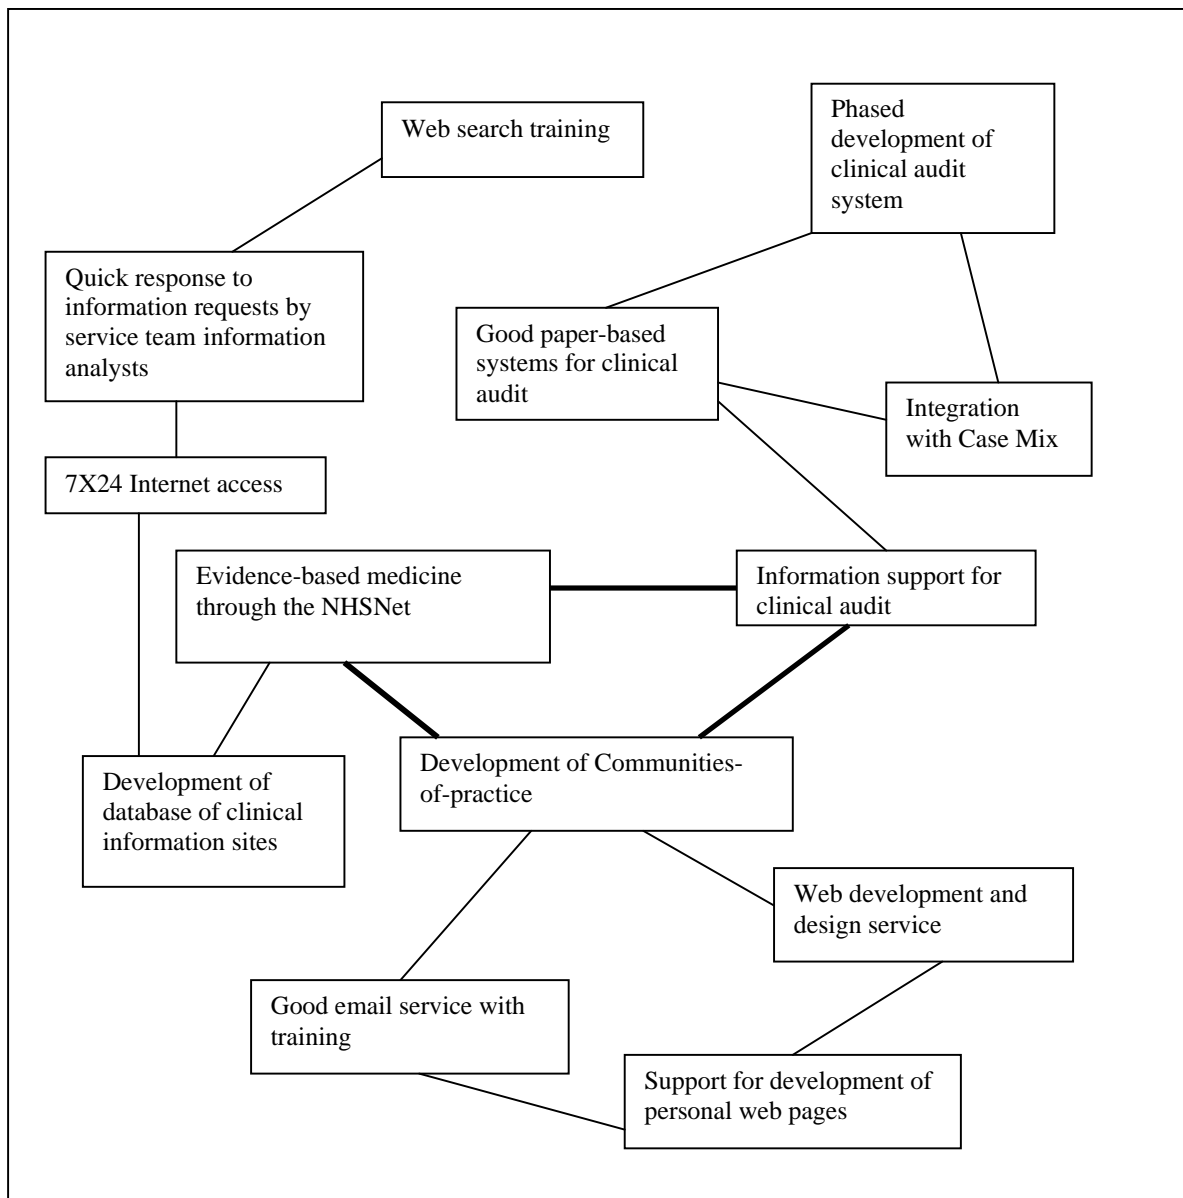 Web search training
Phased
development of
clinical audit
system
Quick response to
information requests by
service team information
analysts
Good paper-based
systems for clinical
audit
Integration
with Case Mix
7X24 Internet access
Evidence-based medicine
through the NHSNet
Information support for
clinical audit
Development of Communities-
of-practice
Development of
database of clinical
information sites
Web development and
design service
Good email service with
training
Support for development of
personal web pages